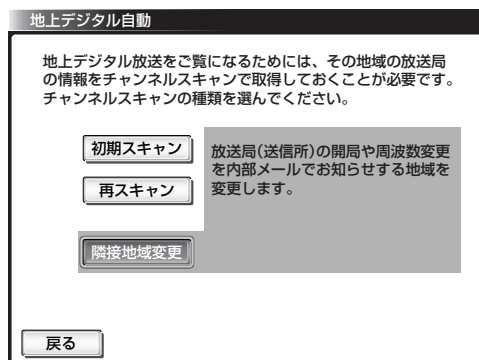 地上デジタル自動
地上デジタル放送をご覧になるためには、その地域の放送局
の情報をチャンネルスキャンで取得しておくことが必要です。
チャンネルスキャンの種類を選んでください。
初期スキャン
再スキャン
隣接地域変更
放送局(送信所)の開局や周波数変更
を内部メールでお知らせする地域を
変更します。
戻る